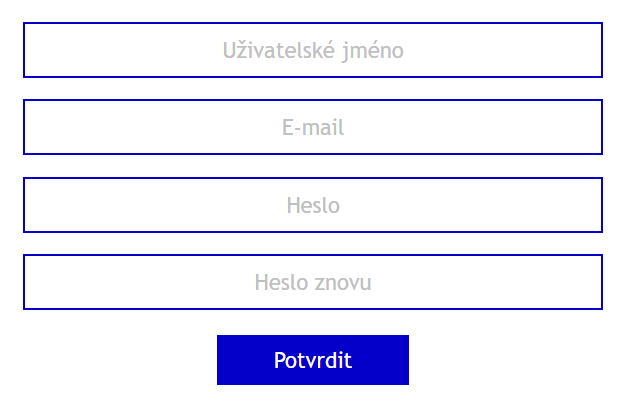 Uživatelské jméno
E-mail
Heslo
Heslo znovu
Potvrdit